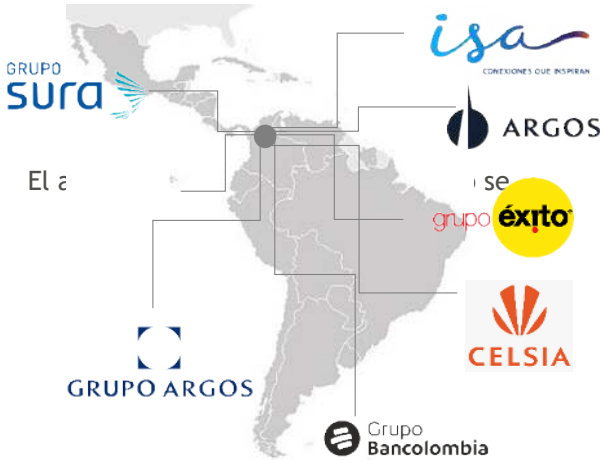 GRUPO
sura
isa
CONEXIONES QUE INSPIRAN
ARGOS
El a
se
grupo éxito
CELSIA
GRUPO ARGOS
Grupo
Bancolombia